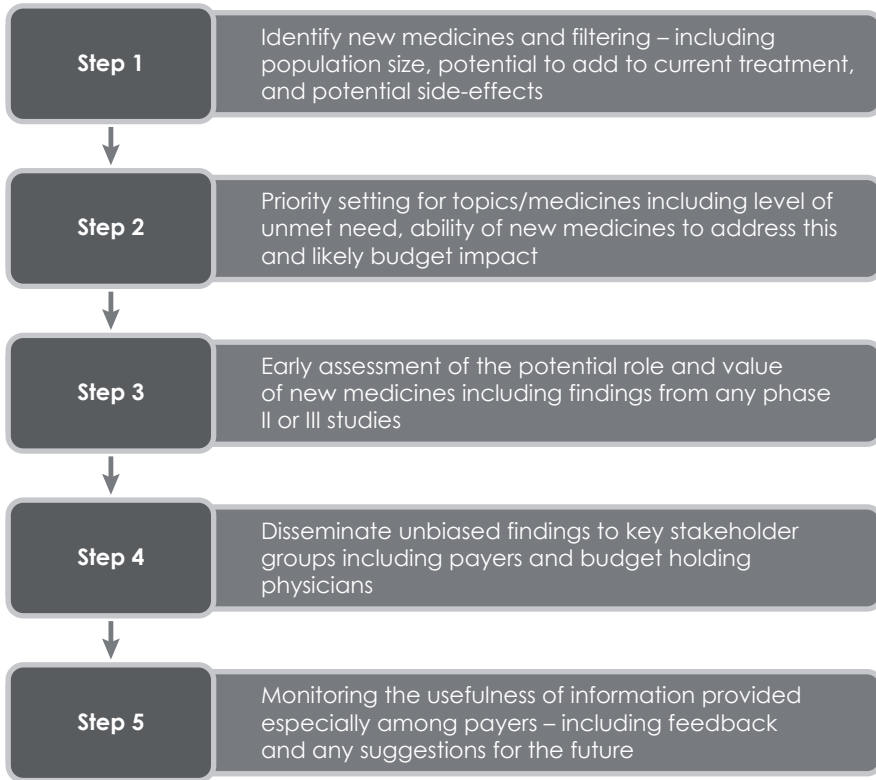 Step 1
Identify new medicines and filtering – including
population size, potential to add to current treatment,
and potential side-effects
Step 2
Priority setting for topics/medicines including level of
unmet need, ability of new medicines to address this
and likely budget impact
Step 3
Early assessment of the potential role and value
of new medicines including findings from any phase
II or III studies
Step 4
Disseminate unbiased findings to key stakeholder
groups including payers and budget holding
physicians
Step 5
Monitoring the usefulness of information provided
especially among payers – including feedback
and any suggestions for the future